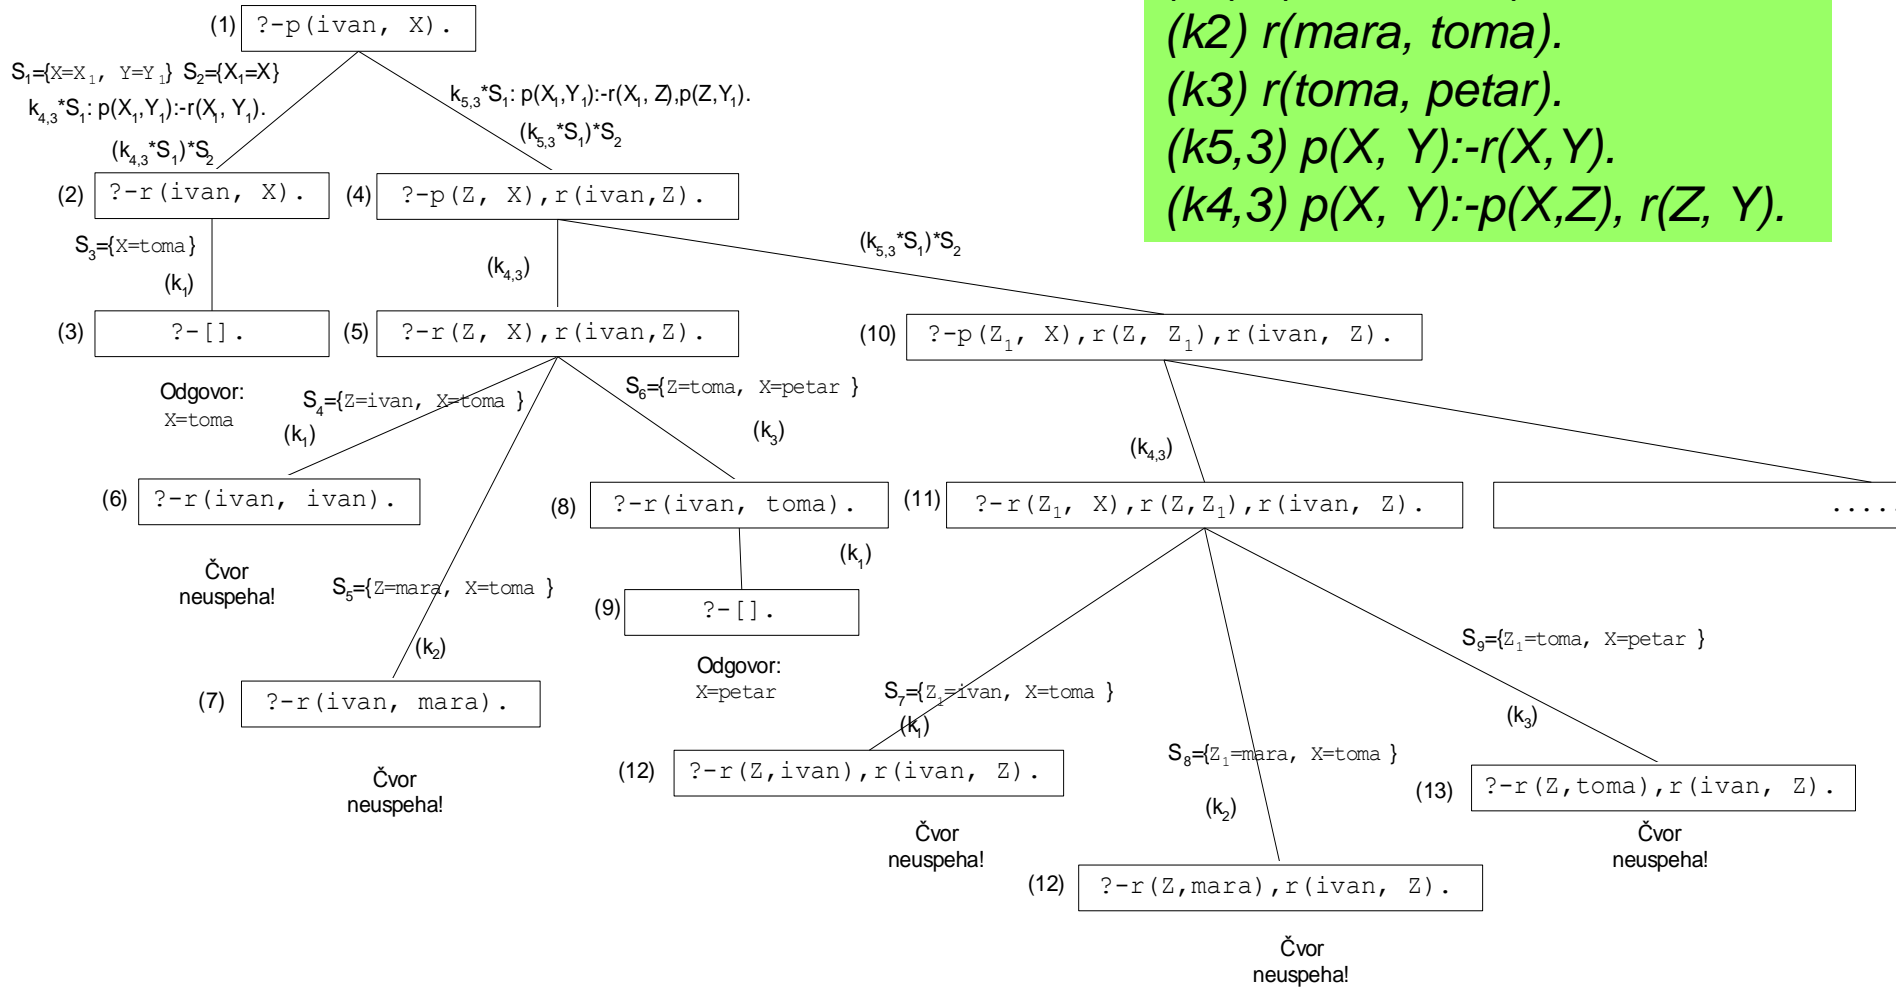 (k2) r(mara, toma).
(k3) r(toma, petar).
(k5,3) p(X, Y):-r(X,Y).
(k4,3) p(X, Y):-p(X,Z), r(Z, Y).
(1) ?-p(ivan, X).
S₁={X=X₁, Y=Y₁} S₂={X₁=X}
k₄,₃*S₁: p(X₁,Y₁):-r(X₁, Y₁).
(k₄,₃*S₁)*S₂
k₅,₃*S₁: p(X₁,Y₁):-r(X₁, Z),p(Z,Y₁).
(k₅,₃*S₁)*S₂
(2) ?-r(ivan, X).
(4) ?-p(Z, X),r(ivan,Z).
S₃={X=toma}
(k₁)
(k₄,₃)
(k₅,₃*S₁)*S₂
(3) ?-[].
(5) ?-r(Z, X),r(ivan,Z).
(10) ?-p(Z₁, X),r(Z, Z₁),r(ivan, Z).
Odgovor:
X=toma
S₄={Z=ivan, X=toma }
(k₁)
S₆={Z=toma, X=petar }
(k₃)
(k₄,₃)
(6) ?-r(ivan, ivan).
(8) ?-r(ivan, toma).
(11) ?-r(Z₁, X),r(Z,Z₁),r(ivan, Z).
.....
Čvor
neuspeha!
S₅={Z=mara, X=toma }
(k₂)
(k₁)
(9) ?-[].
Odgovor:
X=petar
(7) ?-r(ivan, mara).
Čvor
neuspeha!
S₇={Z₁=ivan, X=toma }
(k₁)
S₉={Z₁=toma, X=petar }
(k₃)
S₈={Z₁=mara, X=toma }
(k₂)
(12) ?-r(Z,ivan),r(ivan, Z).
(13) ?-r(Z,toma),r(ivan, Z).
Čvor
neuspeha!
Čvor
neuspeha!
(12) ?-r(Z,mara),r(ivan, Z).
Čvor
neuspeha!